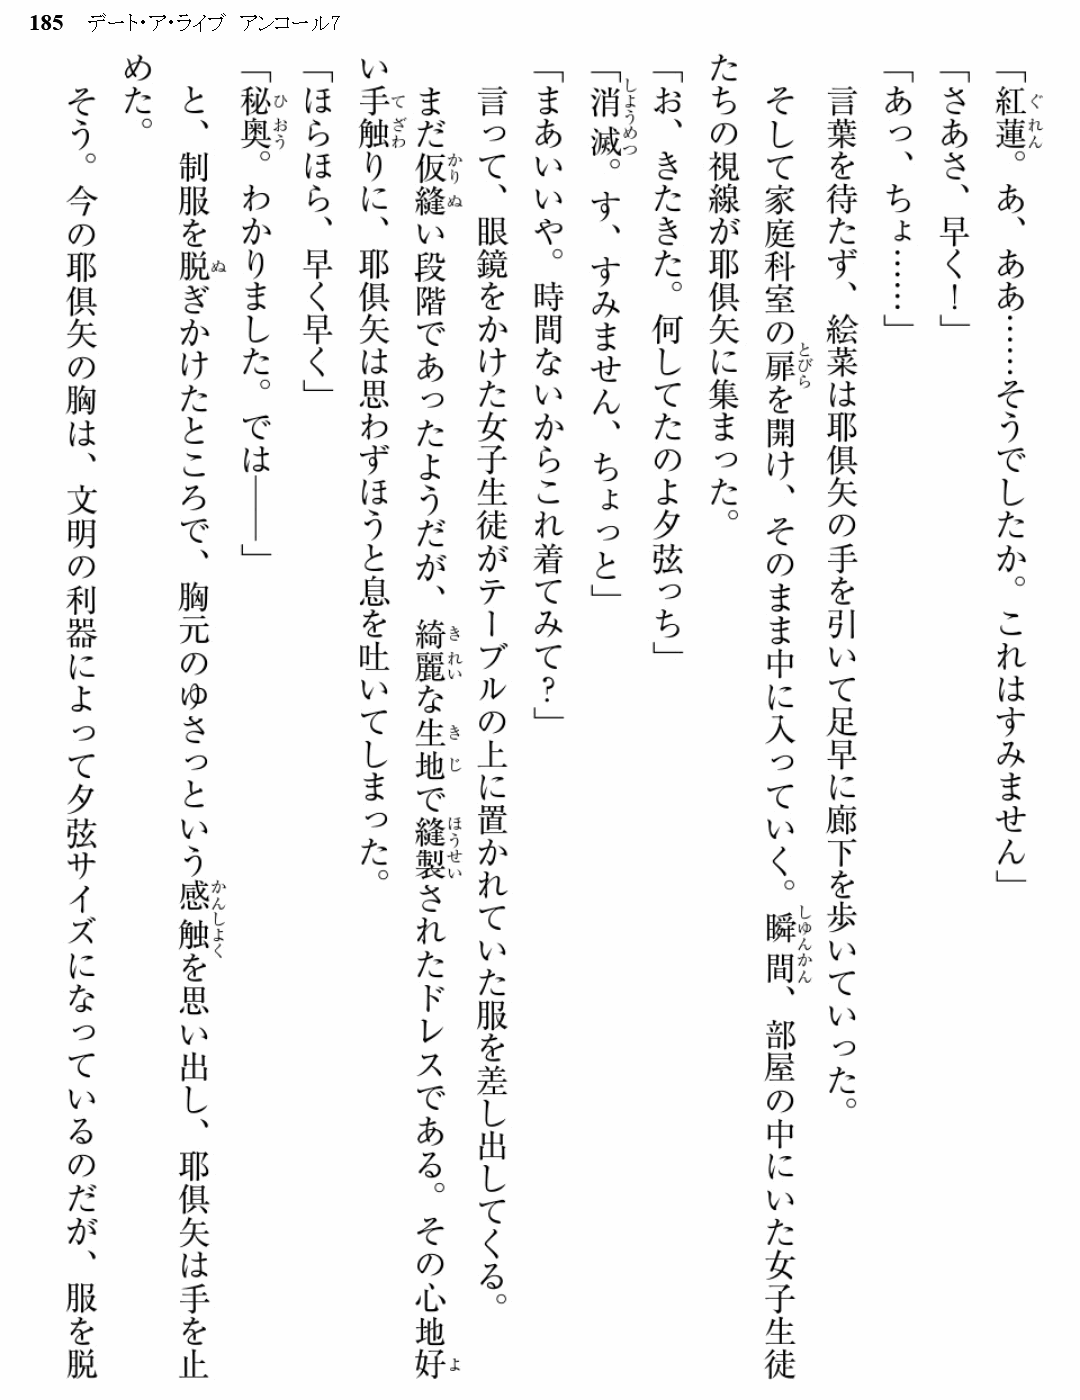 185 デート・ア・ライブ アンコール7
「紅蓮。あ、ああ……そうでしたか。これはすみません」
「さあさ、早く！」
「あっ、ちょ……」
言葉を待たず、絵菜は耶倶矢の手を引いて足早に廊下を歩いていった。
そして家庭科室の扉を開け、そのまま中に入っていく。瞬間、部屋の中にいた女子生徒
たちの視線が耶倶矢に集まった。
「お、きたきた。何してたのよ夕弦っち」
「消滅。す、すみません、ちょっと」
「まあいいや。時間ないからこれ着てみて？」
言って、眼鏡をかけた女子生徒がテーブルの上に置かれていた服を差し出してくる。
まだ仮縫い段階であったようだが、綺麗な生地で縫製されたドレスである。その心地好
い手触りに、耶倶矢は思わずほうと息を吐いてしまった。
「ほらほら、早く早く」
「秘奥。わかりました。では――」
と、制服を脱ぎかけたところで、胸元のゆさっという感触を思い出し、耶倶矢は手を止
めた。
そう。今の耶倶矢の胸は、文明の利器によって夕弦サイズになっているのだが、服を脱